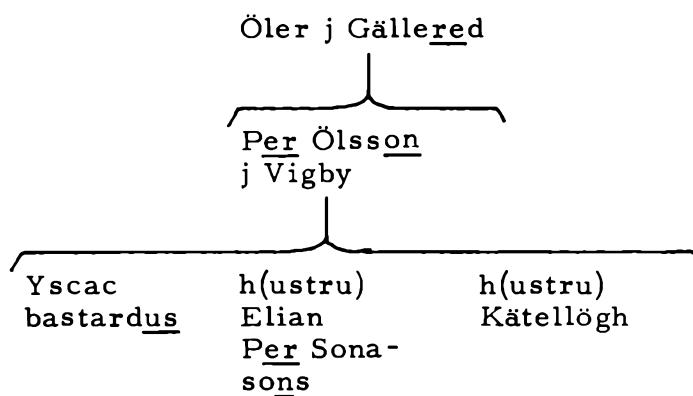 Öler j Gällered
Per Ölsson
j Vigby
Yscac
bastardus
h(ustru)
Elian
Per Sona-
sons
h(ustru)
Kätellögh